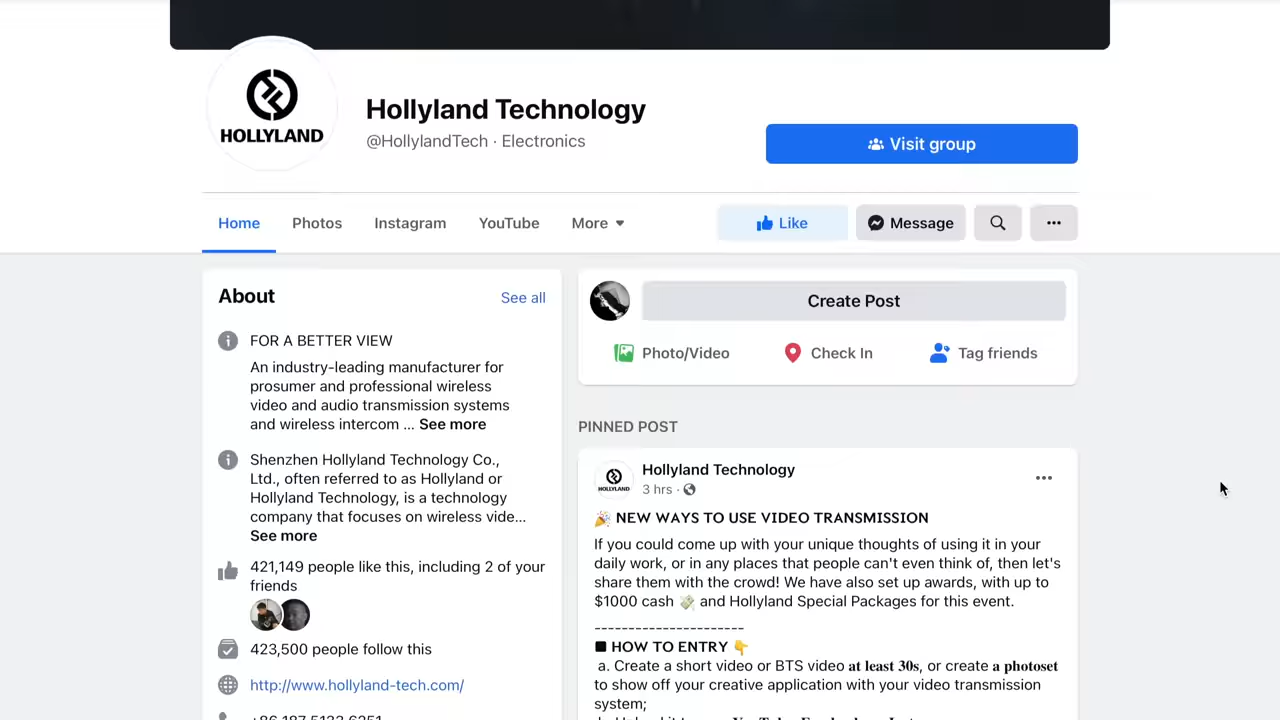 HOLLYLAND
Hollyland Technology
@HollylandTech · Electronics
Visit group
Home Photos Instagram YouTube More
Like Message
About See all
FOR A BETTER VIEW
An industry-leading manufacturer for
prosumer and professional wireless
video and audio transmission systems
and wireless intercom ... See more
Shenzhen Hollyland Technology Co.,
Ltd., often referred to as Hollyland or
Hollyland Technology, is a technology
company that focuses on wireless vide...
See more
421,149 people like this, including 2 of your
friends
423,500 people follow this
http://www.hollyland-tech.com/
Create Post
Photo/Video Check In Tag friends
PINNED POST
HOLLYLAND
Hollyland Technology
3 hrs ·
🎉 NEW WAYS TO USE VIDEO TRANSMISSION
If you could come up with your unique thoughts of using it in your
daily work, or in any places that people can't even think of, then let's
share them with the crowd! We have also set up awards, with up to
$1000 cash 💸 and Hollyland Special Packages for this event.
----------------------
■ HOW TO ENTRY 👇
a. Create a short video or BTS video at least 30s, or create a photoset
to show off your creative application with your video transmission
system;